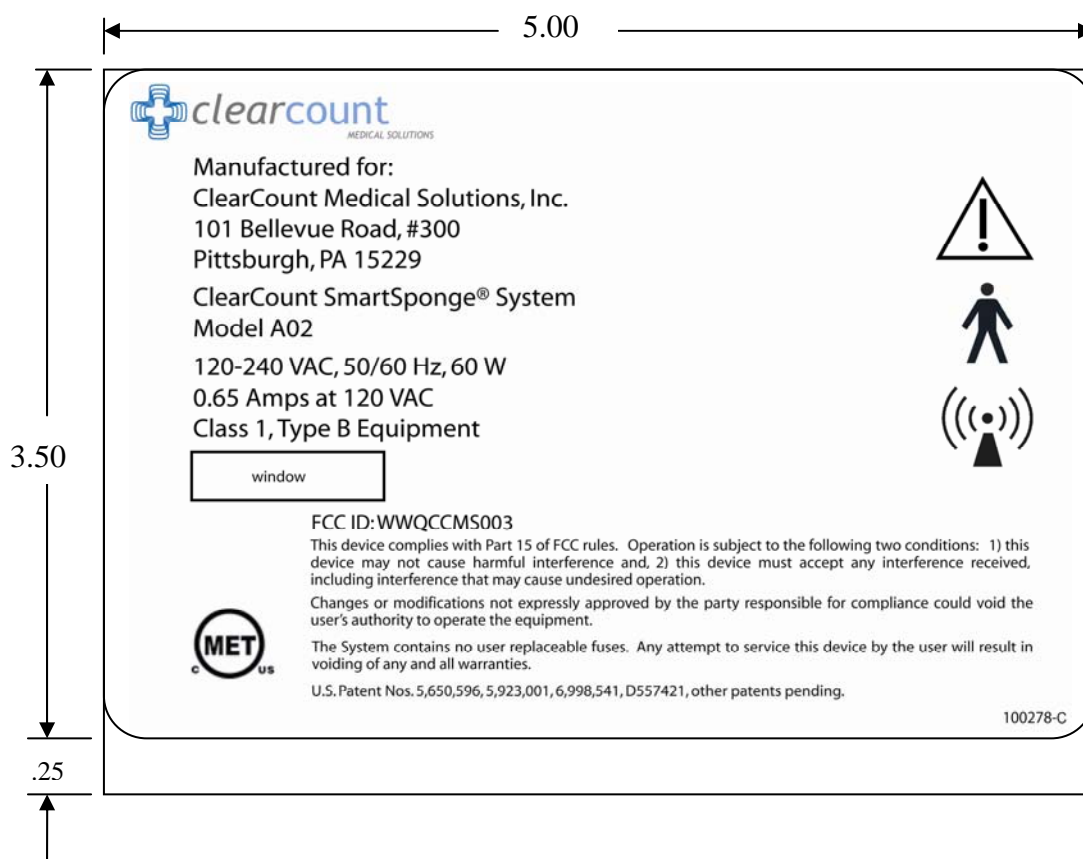 5.00
clearcount
MEDICAL SOLUTIONS
Manufactured for:
ClearCount Medical Solutions, Inc.
101 Bellevue Road, #300
Pittsburgh, PA 15229
ClearCount SmartSponge® System
Model A02
120-240 VAC, 50/60 Hz, 60 W
0.65 Amps at 120 VAC
Class 1, Type B Equipment
3.50
window
FCC ID: WWQCCMS003
This device complies with Part 15 of FCC rules. Operation is subject to the following two conditions: 1) this
device may not cause harmful interference and, 2) this device must accept any interference received,
including interference that may cause undesired operation.
Changes or modifications not expressly approved by the party responsible for compliance could void the
user's authority to operate the equipment.
MET
C US
The System contains no user replaceable fuses. Any attempt to service this device by the user will result in
voiding of any and all warranties.
U.S. Patent Nos. 5,650,596, 5,923,001, 6,998,541, D557421, other patents pending.
100278-C
.25